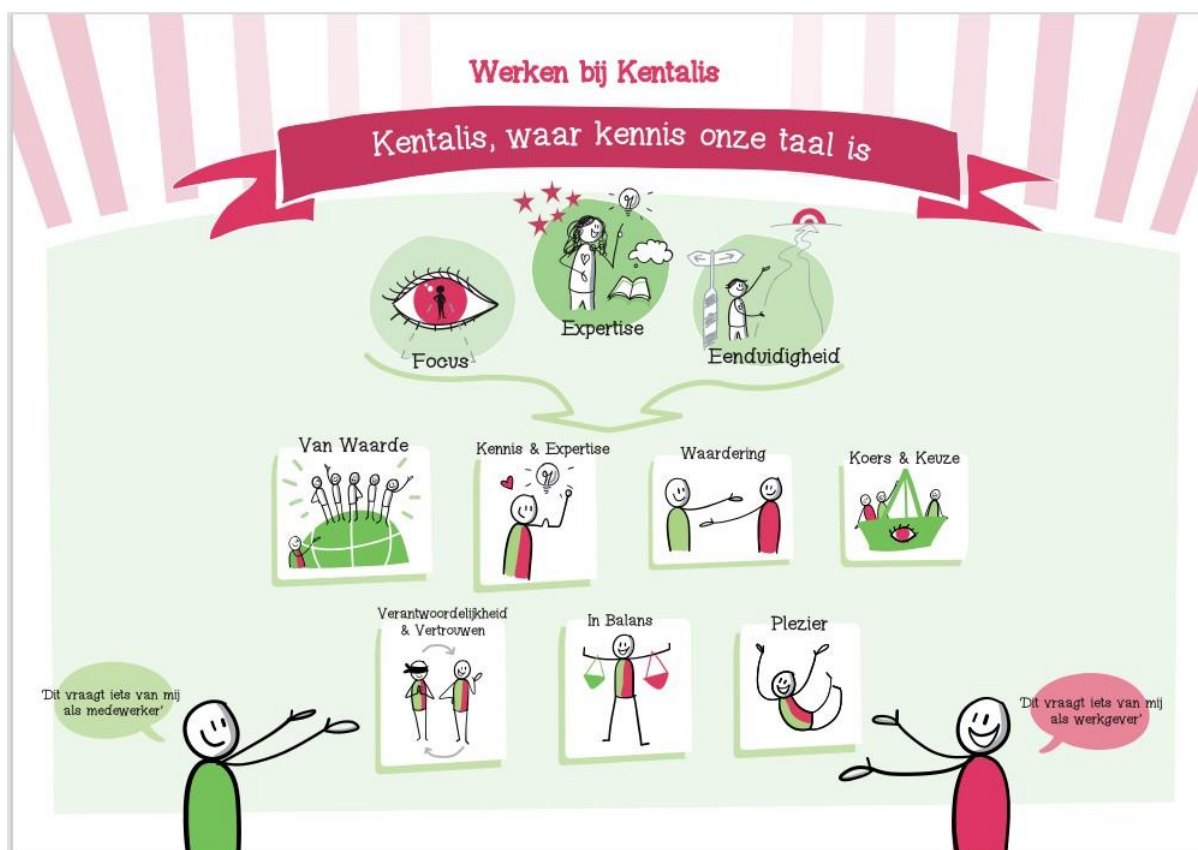 Werken bij Kentalis
Kentalis, waar kennis onze taal is
Focus
Expertise
Eenduidigheid
Van Waarde
Kennis & Expertise
Waardering
Koers & Keuze
Verantwoordelijkheid
& Vertrouwen
In Balans
Plezier
'Dit vraagt iets van mij
als medewerker'
'Dit vraagt iets van mij
als werkgever'